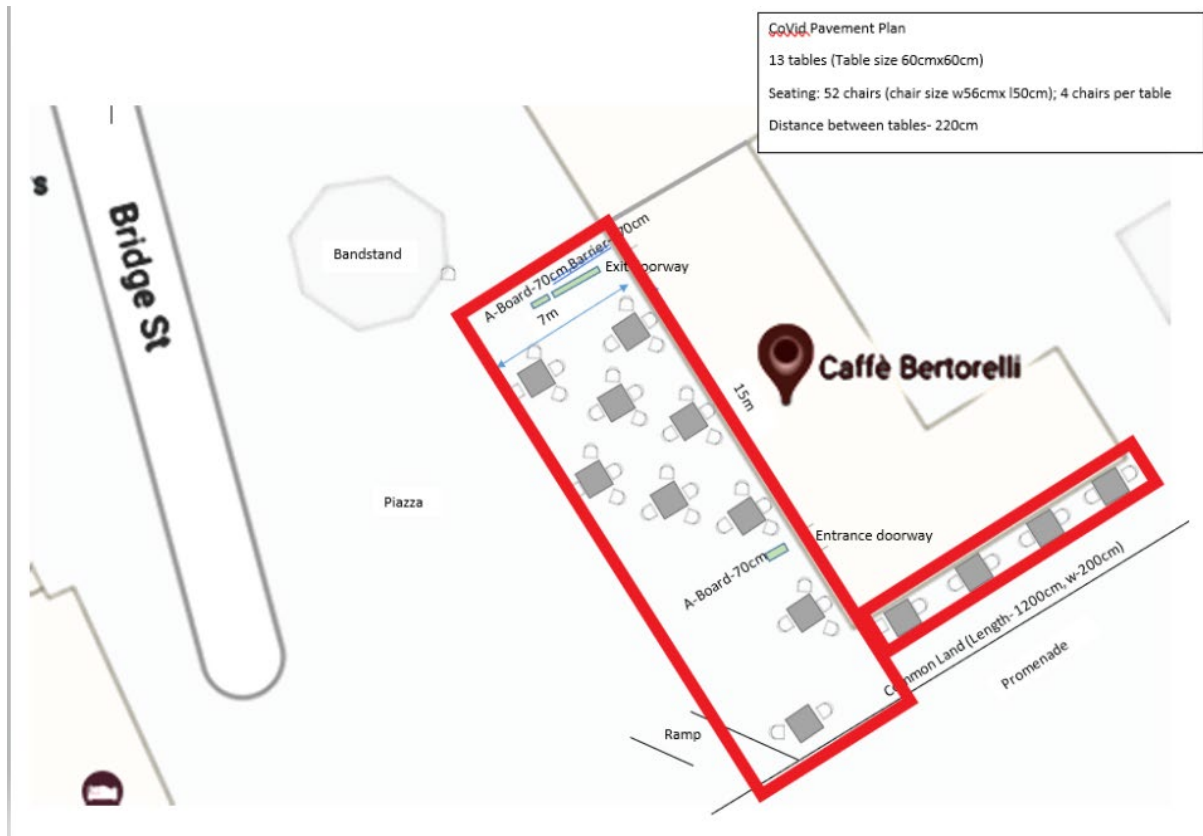 CoVid Pavement Plan
13 tables (Table size 60cmx60cm)
Seating: 52 chairs (chair size w56cmx l50cm); 4 chairs per table
Distance between tables- 220cm
s
Bridge St
Bandstand
A-Board-70cm,Barrier-
70cm
Exit
doorway
7m
15m
Caffè Bertorelli
Piazza
Entrance doorway
A-Board-70cm
Common Land (Length- 1200cm, w-200cm)
Promenade
Ramp